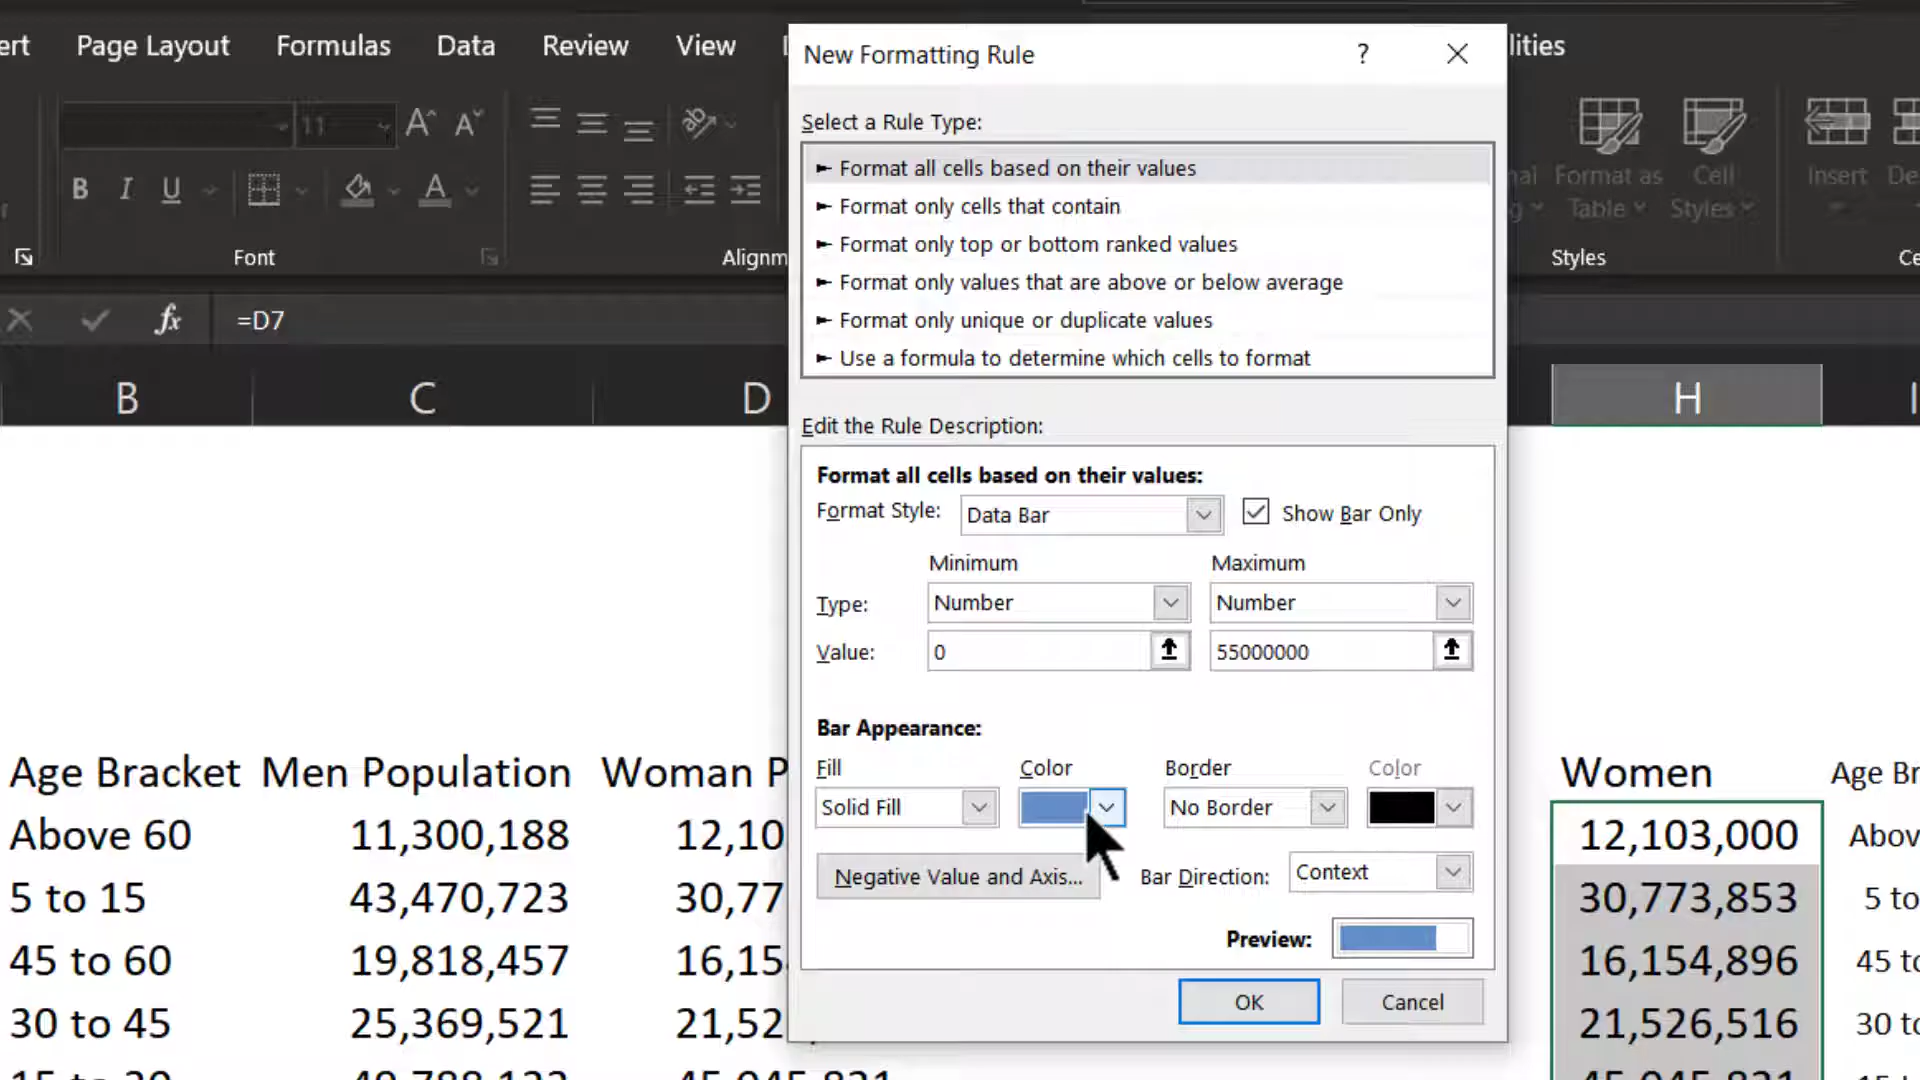 ert Page Layout Formulas Data Review View lities
New Formatting Rule ? 
Select a Rule Type:
Format all cells based on their values
Format only cells that contain
Format only top or bottom ranked values
Format only values that are above or below average
Format only unique or duplicate values
Use a formula to determine which cells to format
11
B I U
Format as Table
Cell Styles
Insert
Font
Alignm
Styles
fx =D7
B C D H
Edit the Rule Description:
Format all cells based on their values:
Format Style: Data Bar Show Bar Only
Minimum Maximum
Type: Number Number
Value: 0 55000000
Bar Appearance:
Fill Color Border Color
Solid Fill No Border
Negative Value and Axis... Bar Direction: Context
Preview:
OK Cancel
Age Bracket Men Population Woman P Women Age Br
Above 60 11,300,188 12,10 12,103,000 Abov
5 to 15 43,470,723 30,77 30,773,853 5 to
45 to 60 19,818,457 16,15 16,154,896 45 to
30 to 45 25,369,521 21,52 21,526,516 30 to